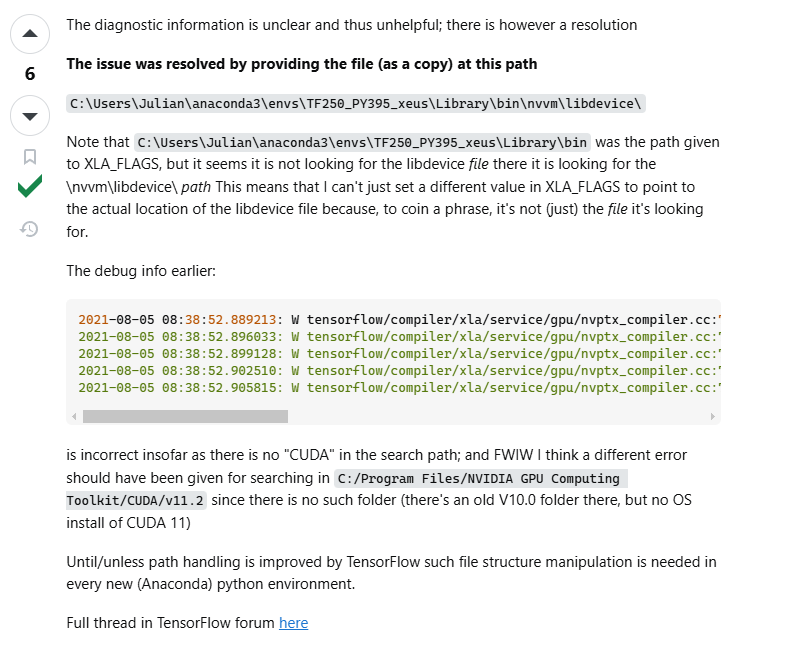 The diagnostic information is unclear and thus unhelpful; there is however a resolution
6
The issue was resolved by providing the file (as a copy) at this path
C:\Users\Julian\anaconda3\envs\TF250_PY395_xeus\Library\bin\nvvm\libdevice\
Note that C:\Users\Julian\anaconda3\envs\TF250_PY395_xeus\Library\bin was the path given
to XLA_FLAGS, but it seems it is not looking for the libdevice file there it is looking for the
\nvvm\libdevice\ path This means that I can't just set a different value in XLA_FLAGS to point to
the actual location of the libdevice file because, to coin a phrase, it's not (just) the file it's looking
for.
The debug info earlier:
2021-08-05 08:38:52.889213: W tensorflow/compiler/xla/service/gpu/nvptx_compiler.cc:
2021-08-05 08:38:52.896033: W tensorflow/compiler/xla/service/gpu/nvptx_compiler.cc:
2021-08-05 08:38:52.899128: W tensorflow/compiler/xla/service/gpu/nvptx_compiler.cc:
2021-08-05 08:38:52.902510: W tensorflow/compiler/xla/service/gpu/nvptx_compiler.cc:
2021-08-05 08:38:52.905815: W tensorflow/compiler/xla/service/gpu/nvptx_compiler.cc:
is incorrect insofar as there is no "CUDA" in the search path; and FWIW I think a different error
should have been given for searching in C:/Program Files/NVIDIA GPU Computing
Toolkit/CUDA/v11.2 since there is no such folder (there's an old V10.0 folder there, but no OS
install of CUDA 11)
Until/unless path handling is improved by TensorFlow such file structure manipulation is needed in
every new (Anaconda) python environment.
Full thread in TensorFlow forum here